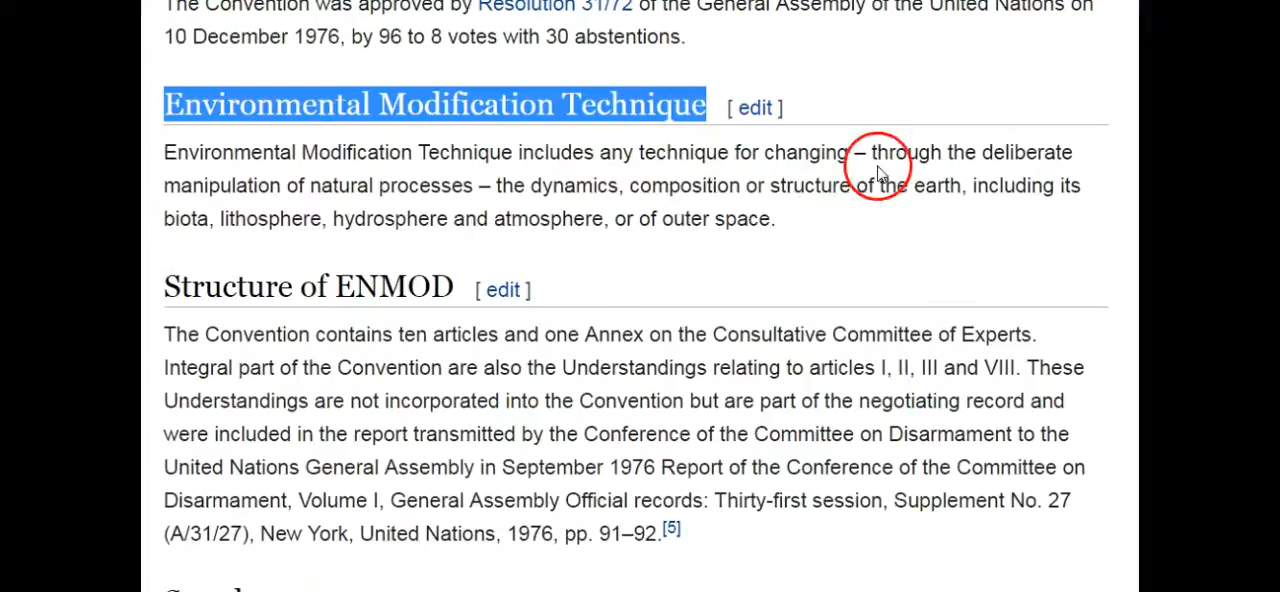 The Convention was approved by Resolution 31/72 of the General Assembly of the United Nations on
10 December 1976, by 96 to 8 votes with 30 abstentions.
Environmental Modification Technique [ edit ]
Environmental Modification Technique includes any technique for changing – through the deliberate
manipulation of natural processes – the dynamics, composition or structure of the earth, including its
biota, lithosphere, hydrosphere and atmosphere, or of outer space.
Structure of ENMOD [ edit ]
The Convention contains ten articles and one Annex on the Consultative Committee of Experts.
Integral part of the Convention are also the Understandings relating to articles I, II, III and VIII. These
Understandings are not incorporated into the Convention but are part of the negotiating record and
were included in the report transmitted by the Conference of the Committee on Disarmament to the
United Nations General Assembly in September 1976 Report of the Conference of the Committee on
Disarmament, Volume I, General Assembly Official records: Thirty-first session, Supplement No. 27
(A/31/27), New York, United Nations, 1976, pp. 91–92.[5]